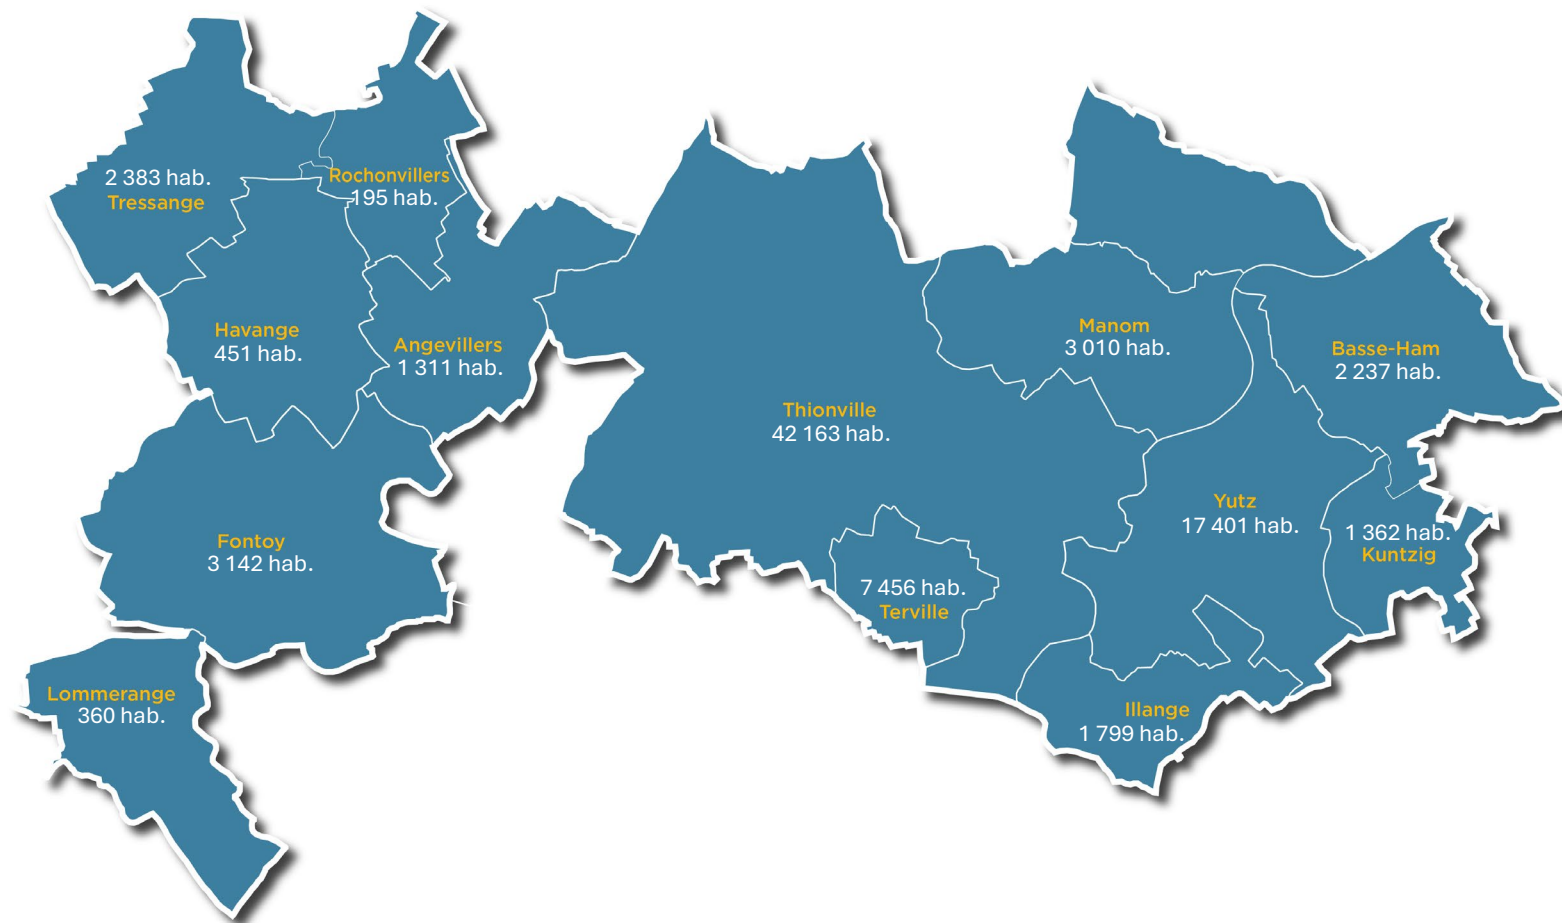 2 383 hab.
Tressange
Rochonvillers
195 hab.
Havange
451 hab.
Angevillers
1 311 hab.
Manom
3 010 hab.
Basse-Ham
2 237 hab.
Thionville
42 163 hab.
Yutz
17 401 hab.
1 362 hab.
Kuntzig
Fontoy
3 142 hab.
7 456 hab.
Terville
Lommerange
360 hab.
Illange
1 799 hab.